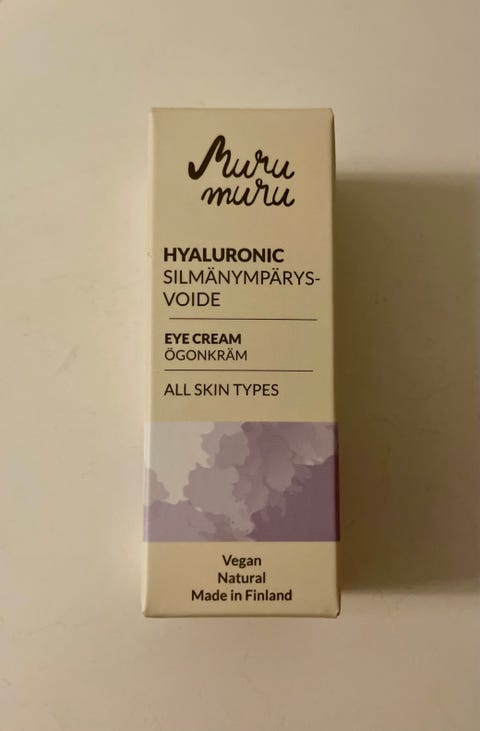 Muru
muru
HYALURONIC
SILMÄNYMPÄRYS-
VOIDE
EYE CREAM
ÖGONKRÄM
ALL SKIN TYPES
Vegan
Natural
Made in Finland